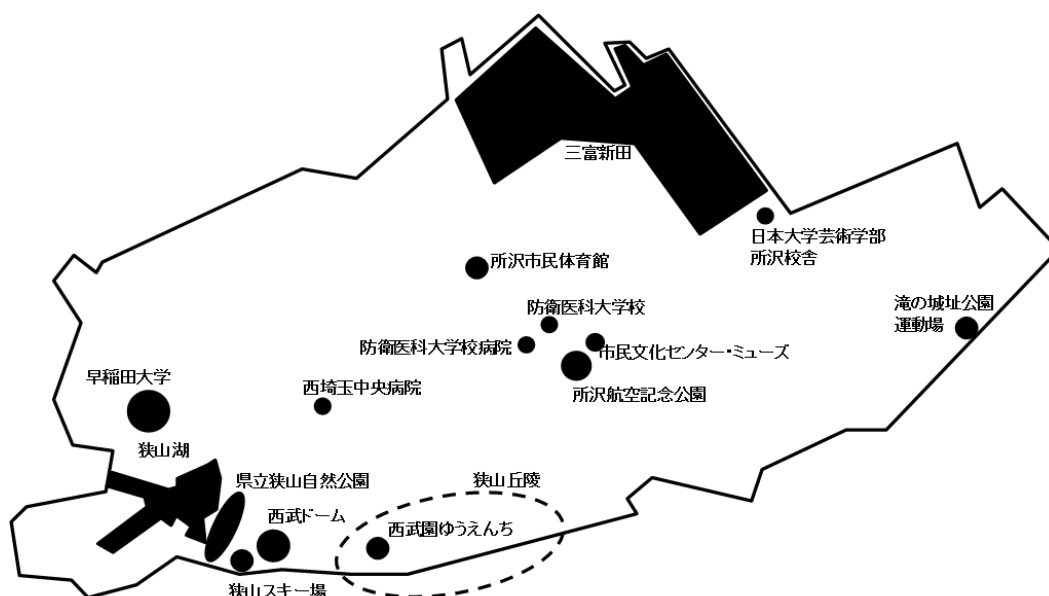 三富新田
日本大学芸術学部
所沢校舎
所沢市民体育館
防衛医科大学校
滝の城址公園
運動場
防衛医科大学校病院
市民文化センター・ミューズ
早稲田大学
西埼玉中央病院
所沢航空記念公園
狭山湖
県立狭山自然公園
狭山丘陵
西武ドーム
西武園ゆうえんち
狭山スキー場